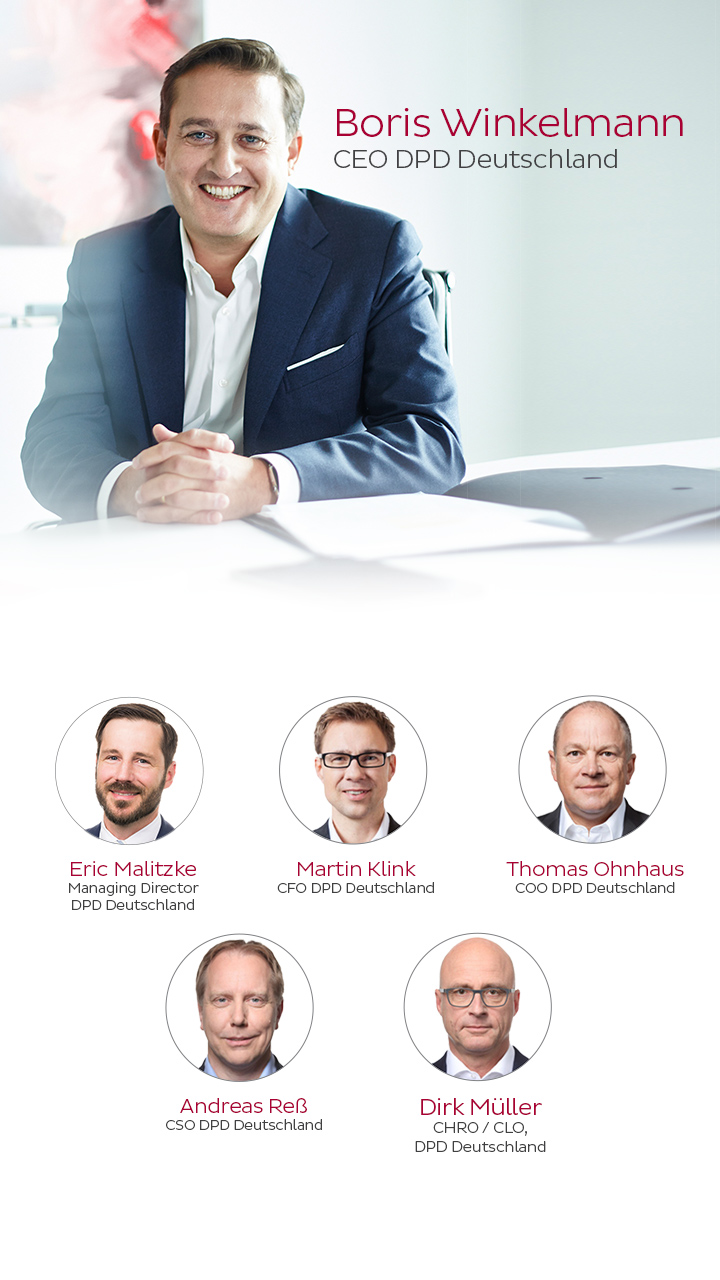 Boris Winkelmann
CEO DPD Deutschland
Eric Malitzke
Managing Director
DPD Deutschland
Martin Klink
CFO DPD Deutschland
Thomas Ohnhaus
COO DPD Deutschland
Andreas Reß
CSO DPD Deutschland
Dirk Müller
CHRO / CLO,
DPD Deutschland